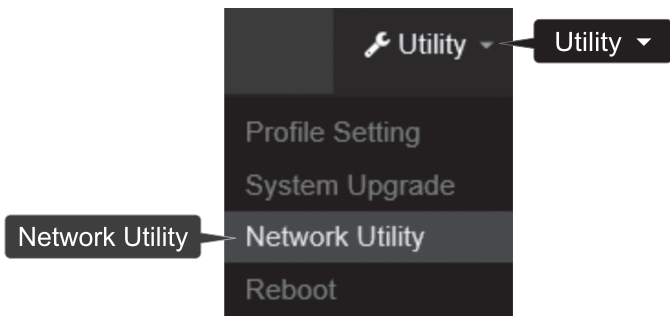 Utility
Utility
Profile Setting
System Upgrade
Network Utility
Network Utility
Reboot